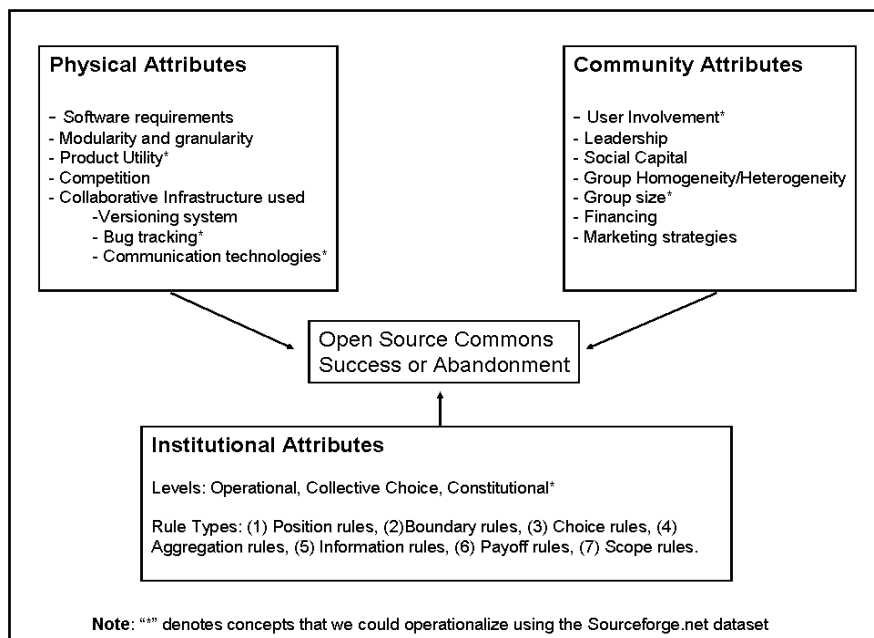 Physical Attributes
- Software requirements
- Modularity and granularity
- Product Utility*
- Competition
- Collaborative Infrastructure used
-Versioning system
- Bug tracking*
- Communication technologies*
Community Attributes
- User Involvement*
- Leadership
- Social Capital
- Group Homogeneity/Heterogeneity
- Group size*
- Financing
- Marketing strategies
Open Source Commons
Success or Abandonment
Institutional Attributes
Levels: Operational, Collective Choice, Constitutional*
Rule Types: (1) Position rules, (2)Boundary rules, (3) Choice rules, (4)
Aggregation rules, (5) Information rules, (6) Payoff rules, (7) Scope rules.
Note: “*” denotes concepts that we could operationalize using the Sourceforge.net dataset